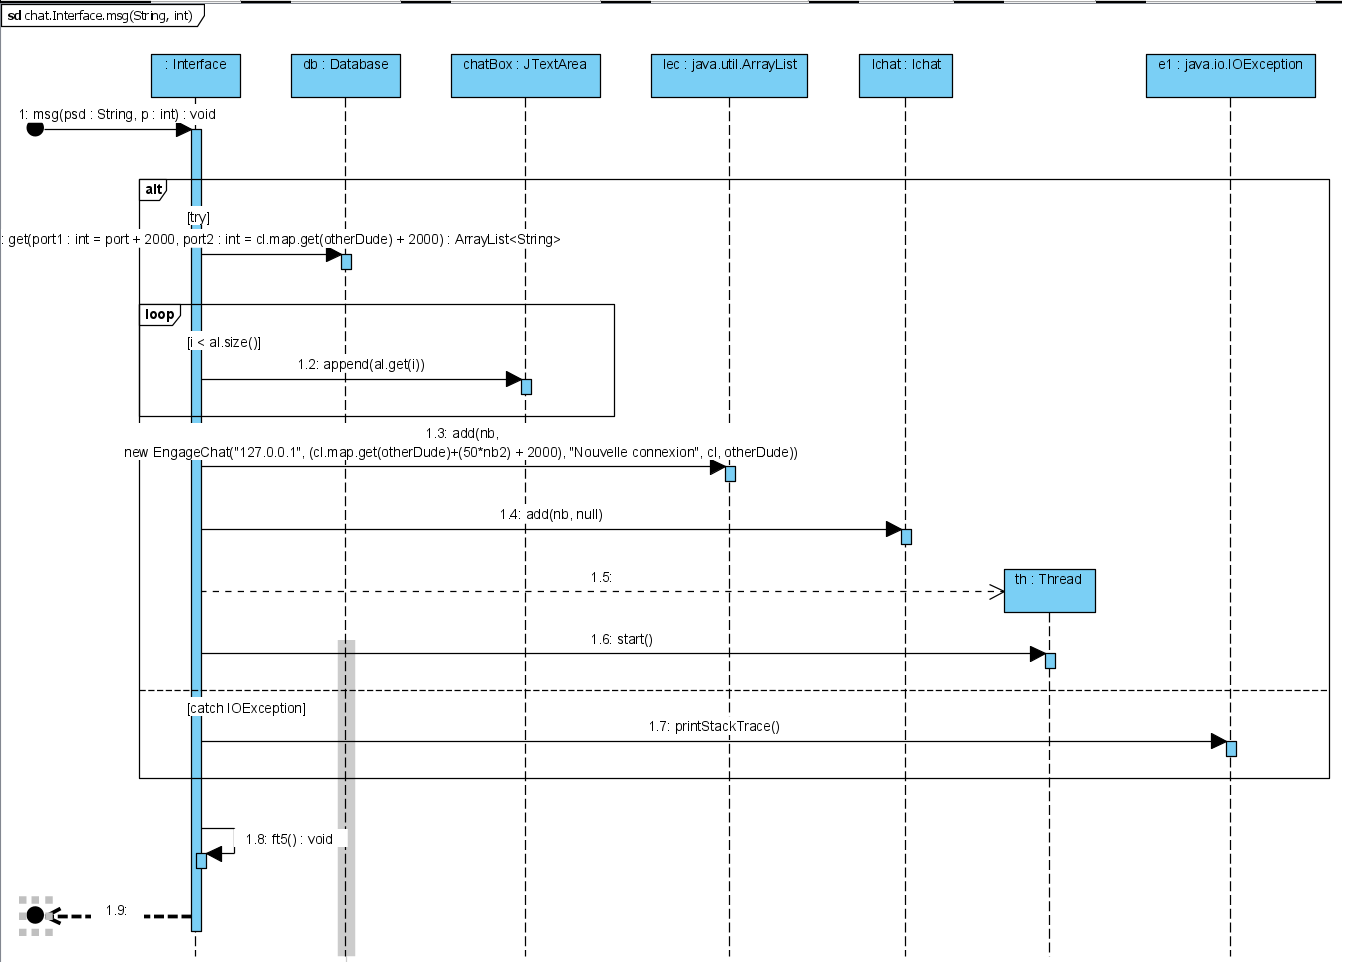 sd chat.Interface.msg(String, int)
: Interface
db : Database
chatBox : JTextArea
lec : java.util.ArrayList
lchat : lchat
e1 : java.io.IOException
1: msg(psd : String, p : int) : void
alt
[try]
: get(port1 : int = port + 2000, port2 : int = cl.map.get(otherDude) + 2000) : ArrayList<String>
loop
[i < al.size()]
1.2: append(al.get(i))
1.3: add(nb,
new EngageChat("127.0.0.1", (cl.map.get(otherDude)+(50*nb2) + 2000), "Nouvelle connexion", cl, otherDude))
1.4: add(nb, null)
1.5:
th : Thread
1.6: start()
[catch IOException]
1.7: printStackTrace()
1.8: ft5() : void
1.9: